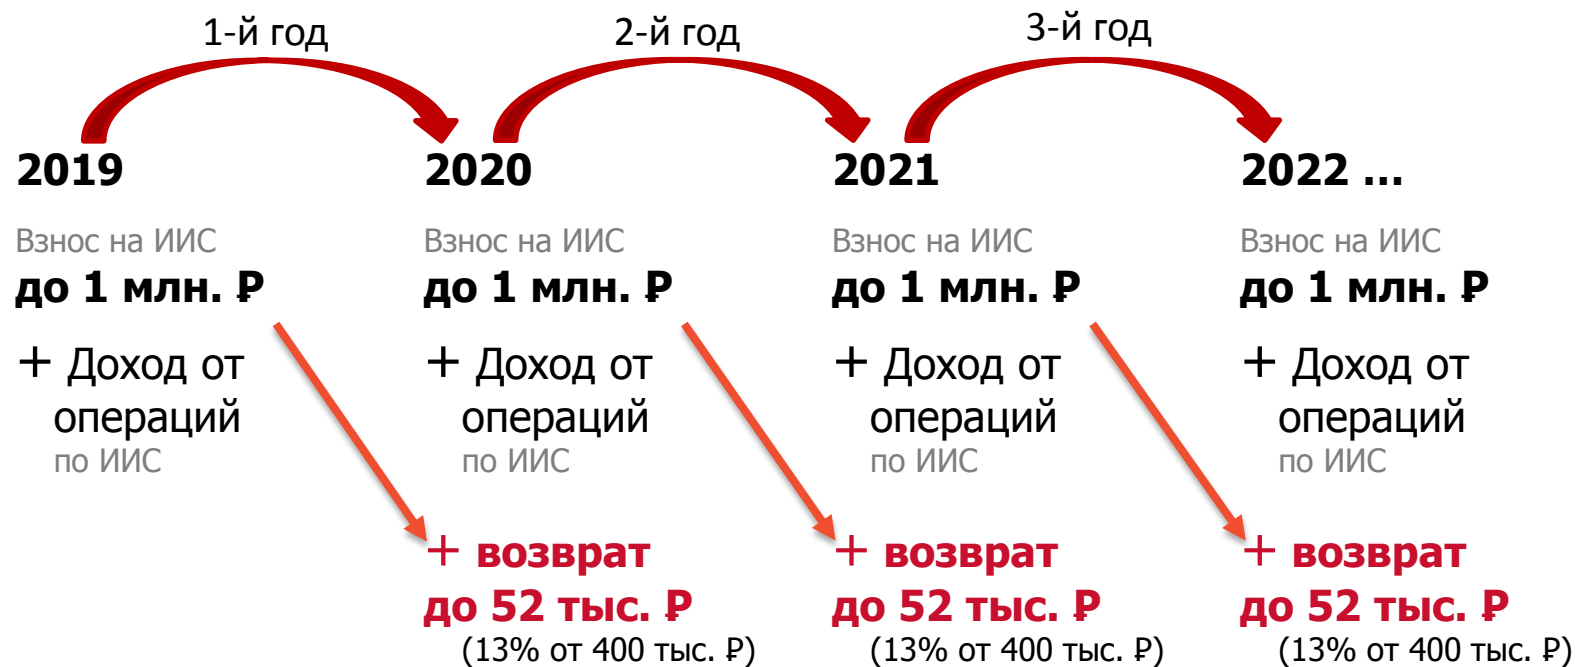 1-й год
2-й год
3-й год
2019
2020
2021
2022 ...
Взнос на ИИС
до 1 млн. ₽
+ Доход от
операций
по ИИС
Взнос на ИИС
до 1 млн. ₽
+ Доход от
операций
по ИИС
+ возврат
до 52 тыс. ₽
(13% от 400 тыс. ₽)
Взнос на ИИС
до 1 млн. ₽
+ Доход от
операций
по ИИС
+ возврат
до 52 тыс. ₽
(13% от 400 тыс. ₽)
Взнос на ИИС
до 1 млн. ₽
+ Доход от
операций
по ИИС
+ возврат
до 52 тыс. ₽
(13% от 400 тыс. ₽)